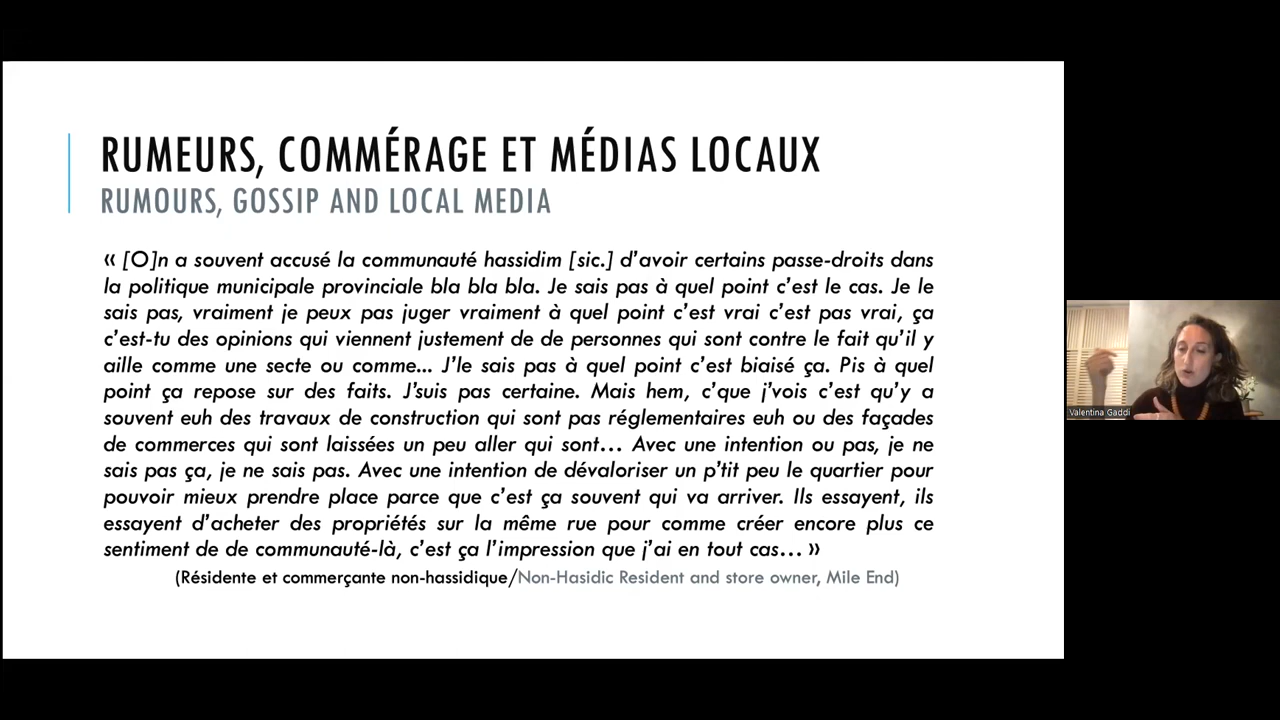 RUMEURS, COMMÉRAGE ET MÉDIAS LOCAUX
RUMOURS, GOSSIP AND LOCAL MEDIA
« [O]n a souvent accusé la communauté hassidim [sic.] d'avoir certains passe-droits dans
la politique municipale provinciale bla bla bla. Je sais pas à quel point c'est le cas. Je le
sais pas, vraiment je peux pas juger vraiment à quel point c'est vrai c'est pas vrai, ça
c'est-tu des opinions qui viennent justement de de personnes qui sont contre le fait qu'il y
aille comme une secte ou comme... J'le sais pas à quel point c'est biaisé ça. Pis à quel
point ça repose sur des faits. J'suis pas certaine. Mais hem, c'que j'vois c'est qu'y a
souvent euh des travaux de construction qui sont pas réglementaires euh ou des façades
de commerces qui sont laissées un peu aller qui sont… Avec une intention ou pas, je ne
sais pas ça, je ne sais pas. Avec une intention de dévaloriser un p'tit peu le quartier pour
pouvoir mieux prendre place parce que c'est ça souvent qui va arriver. Ils essayent, ils
essayent d'acheter des propriétés sur la même rue pour comme créer encore plus ce
sentiment de de communauté-là, c'est ça l'impression que j'ai en tout cas… »
(Résidente et commerçante non-hassidique/Non-Hasidic Resident and store owner, Mile End)
Valentina Gaddi